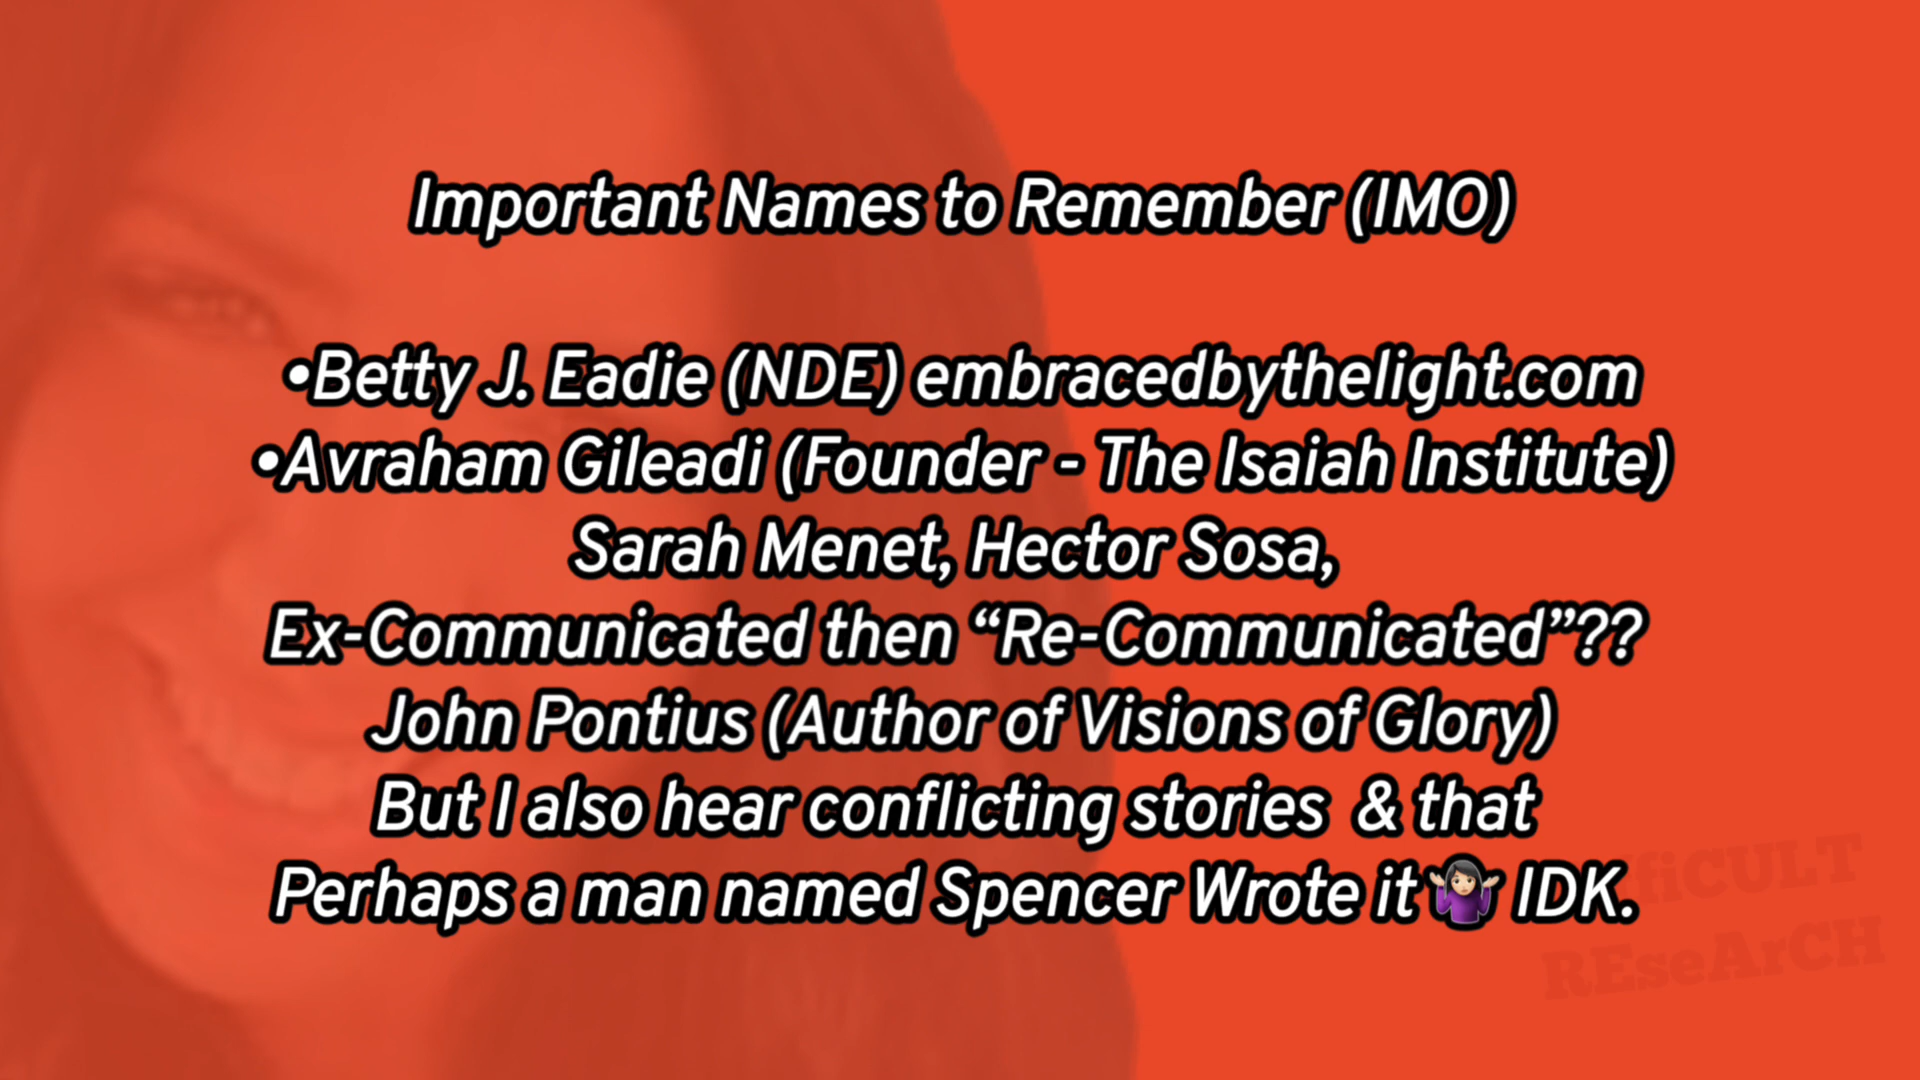 Important Names to Remember (IMO)
•Betty J. Eadie (NDE) embracedbythelight.com
•Avraham Gileadi (Founder - The Isaiah Institute)
Sarah Menet, Hector Sosa,
Ex-Communicated then “Re-Communicated”??
John Pontius (Author of Visions of Glory)
But I also hear conflicting stories & that
Perhaps a man named Spencer Wrote it 🤷🏻‍♀️ IDK.
REseArCH